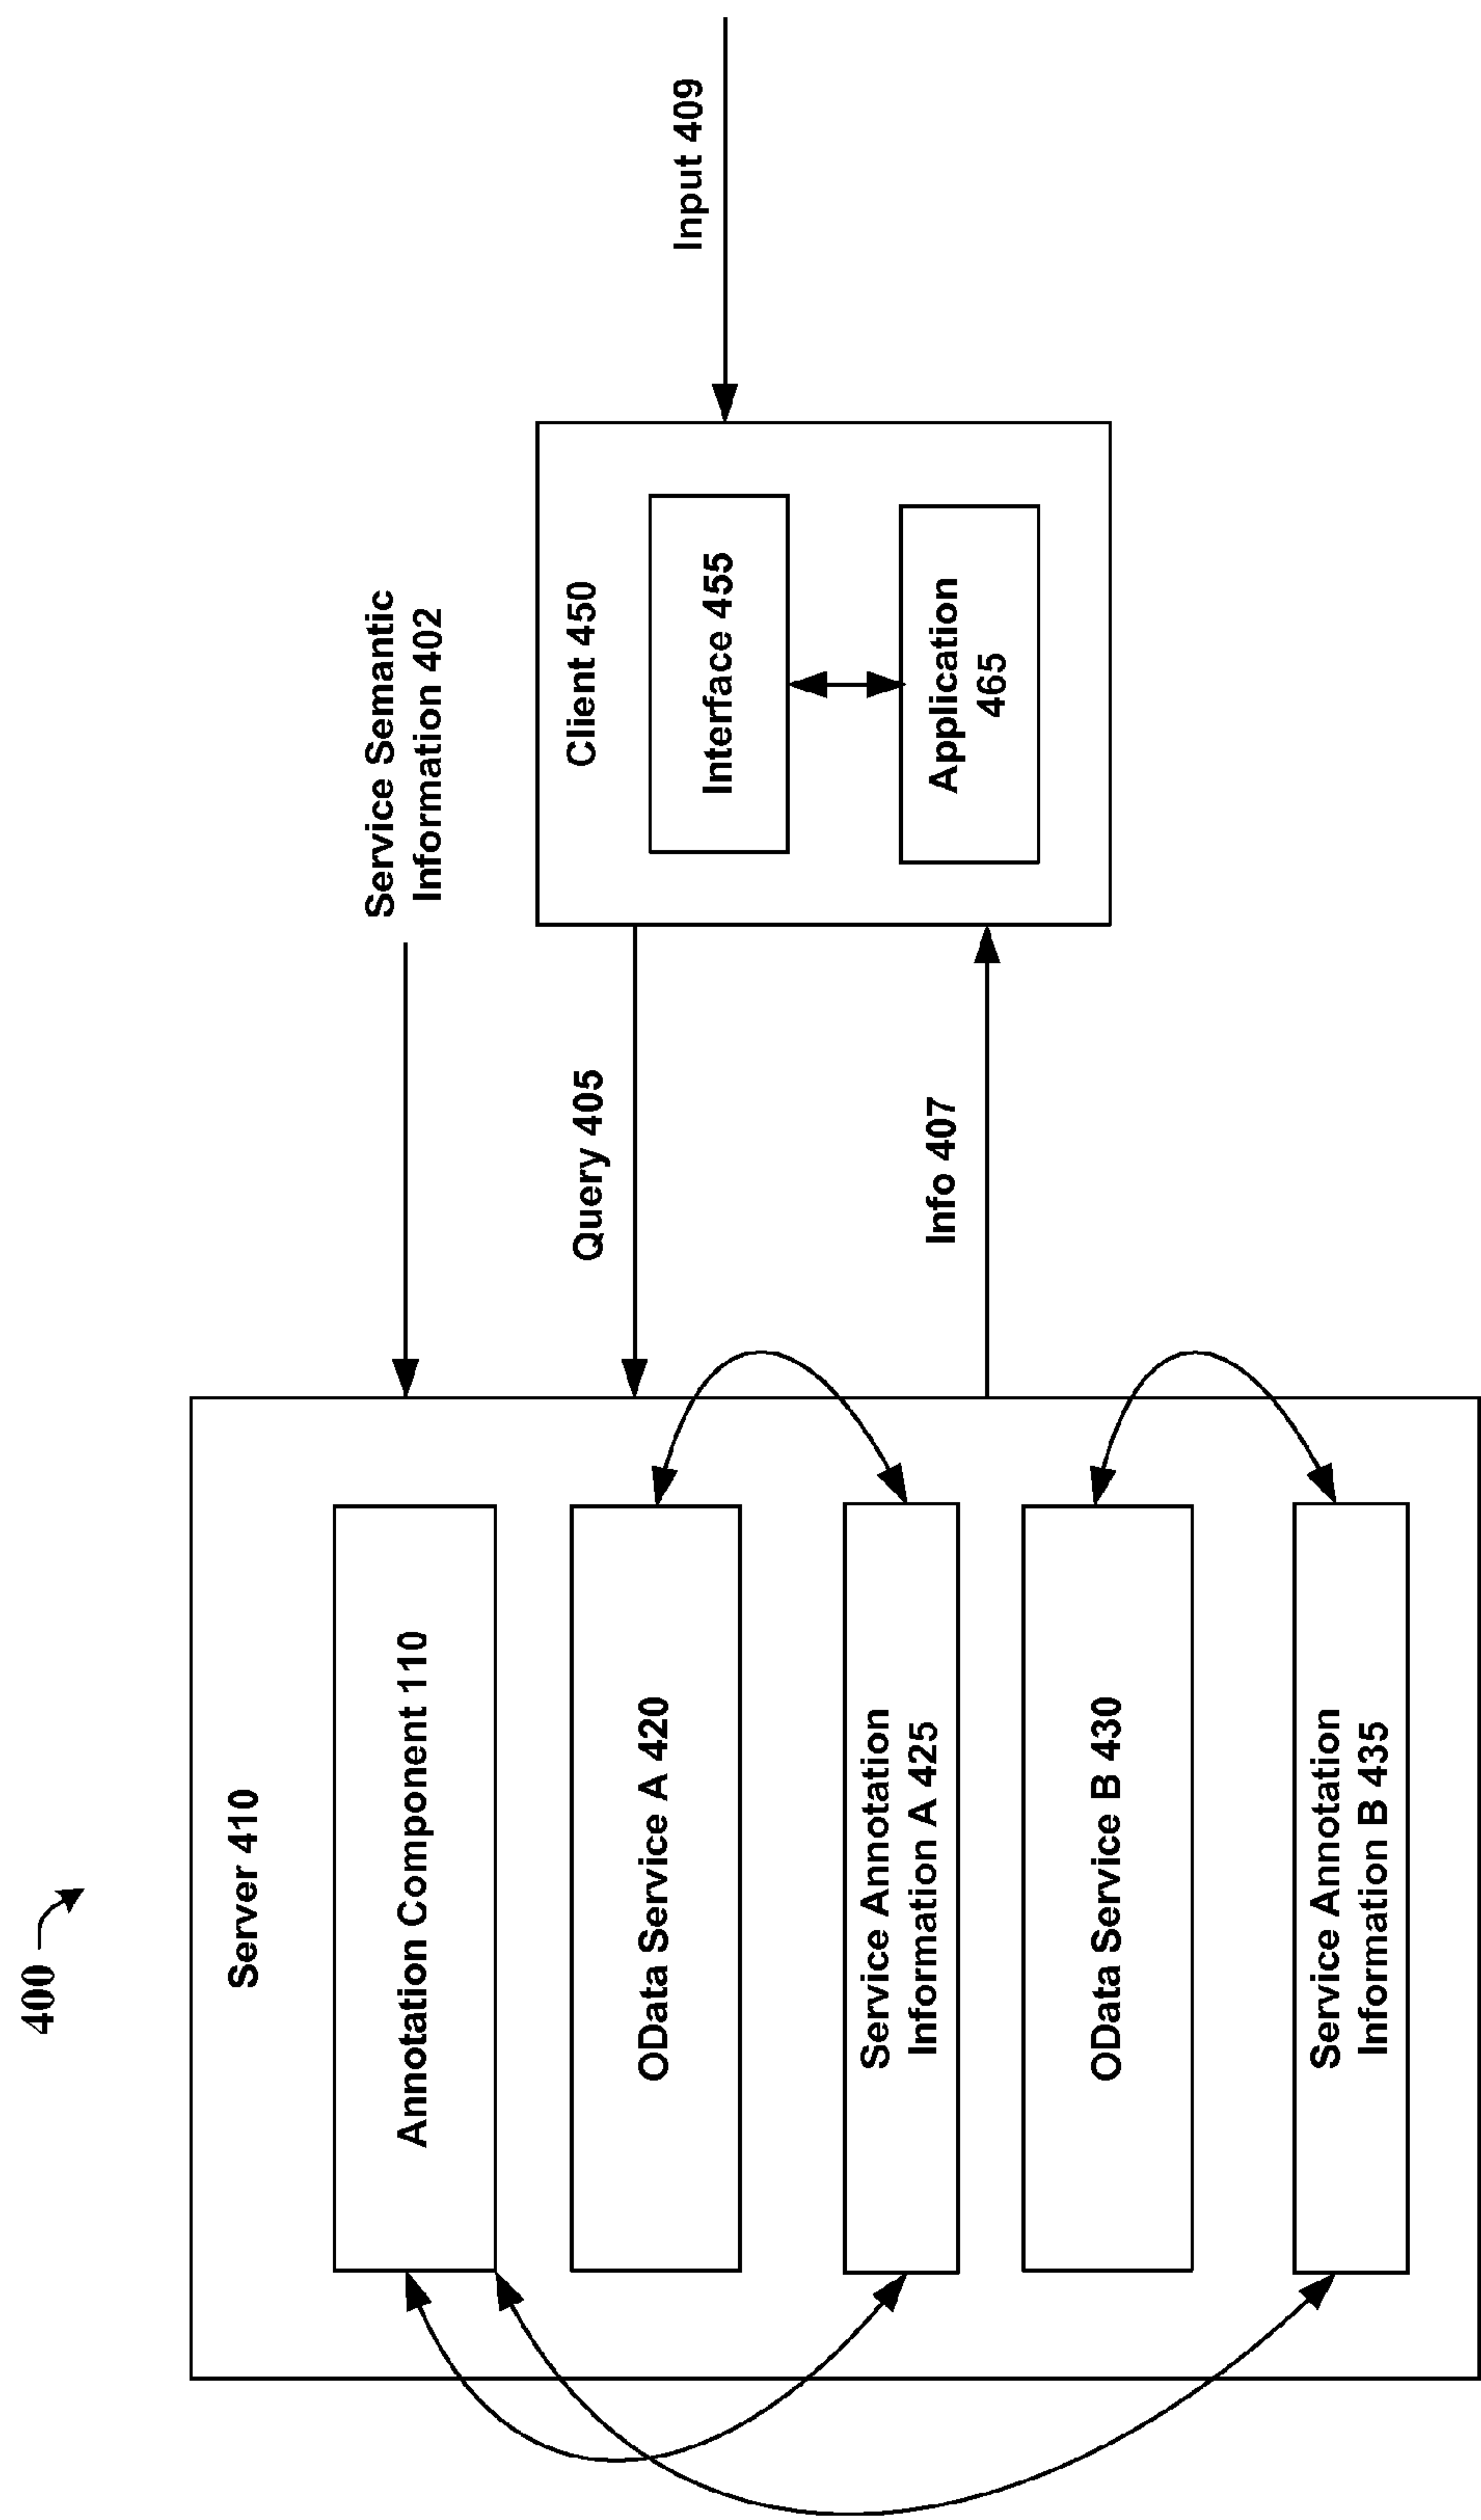 400
Server 410
Annotation Component 110
OData Service A 420
Service Annotation
Information A 425
OData Service B 430
Service Annotation
Information B 435
Service Semantic
Information 402
Query 405
Info 407
Client 450
Interface 455
Application
465
Input 409